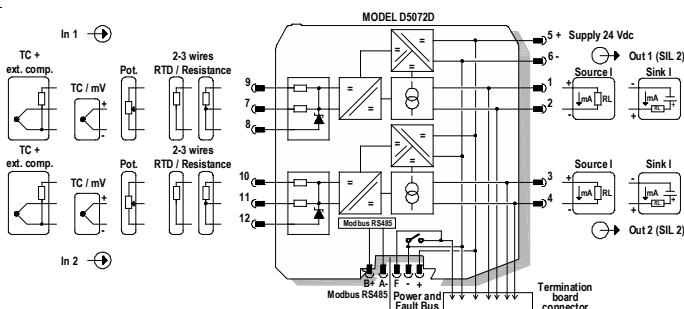 MODEL D5072D
In 1
5 + Supply 24 Vdc
6 -
Out 1 (SIL 2)
TC +
ext. comp.
TC / mV
+
-
Pot.
2-3 wires
RTD / Resistance
9
7
8
=
=
=
=
1
2
Source I
+
mA
RL
-
Sink I
-
mA
RL
+
+
TC +
ext. comp.
TC / mV
+
-
Pot.
2-3 wires
RTD / Resistance
10
11
12
=
=
=
=
3
4
Source I
+
mA
RL
-
Sink I
-
mA
RL
+
+
Out 2 (SIL 2)
In 2
Modbus RS485
B+ A- F - +
Modbus RS485
Power and
Fault Bus
Termination
board
connector